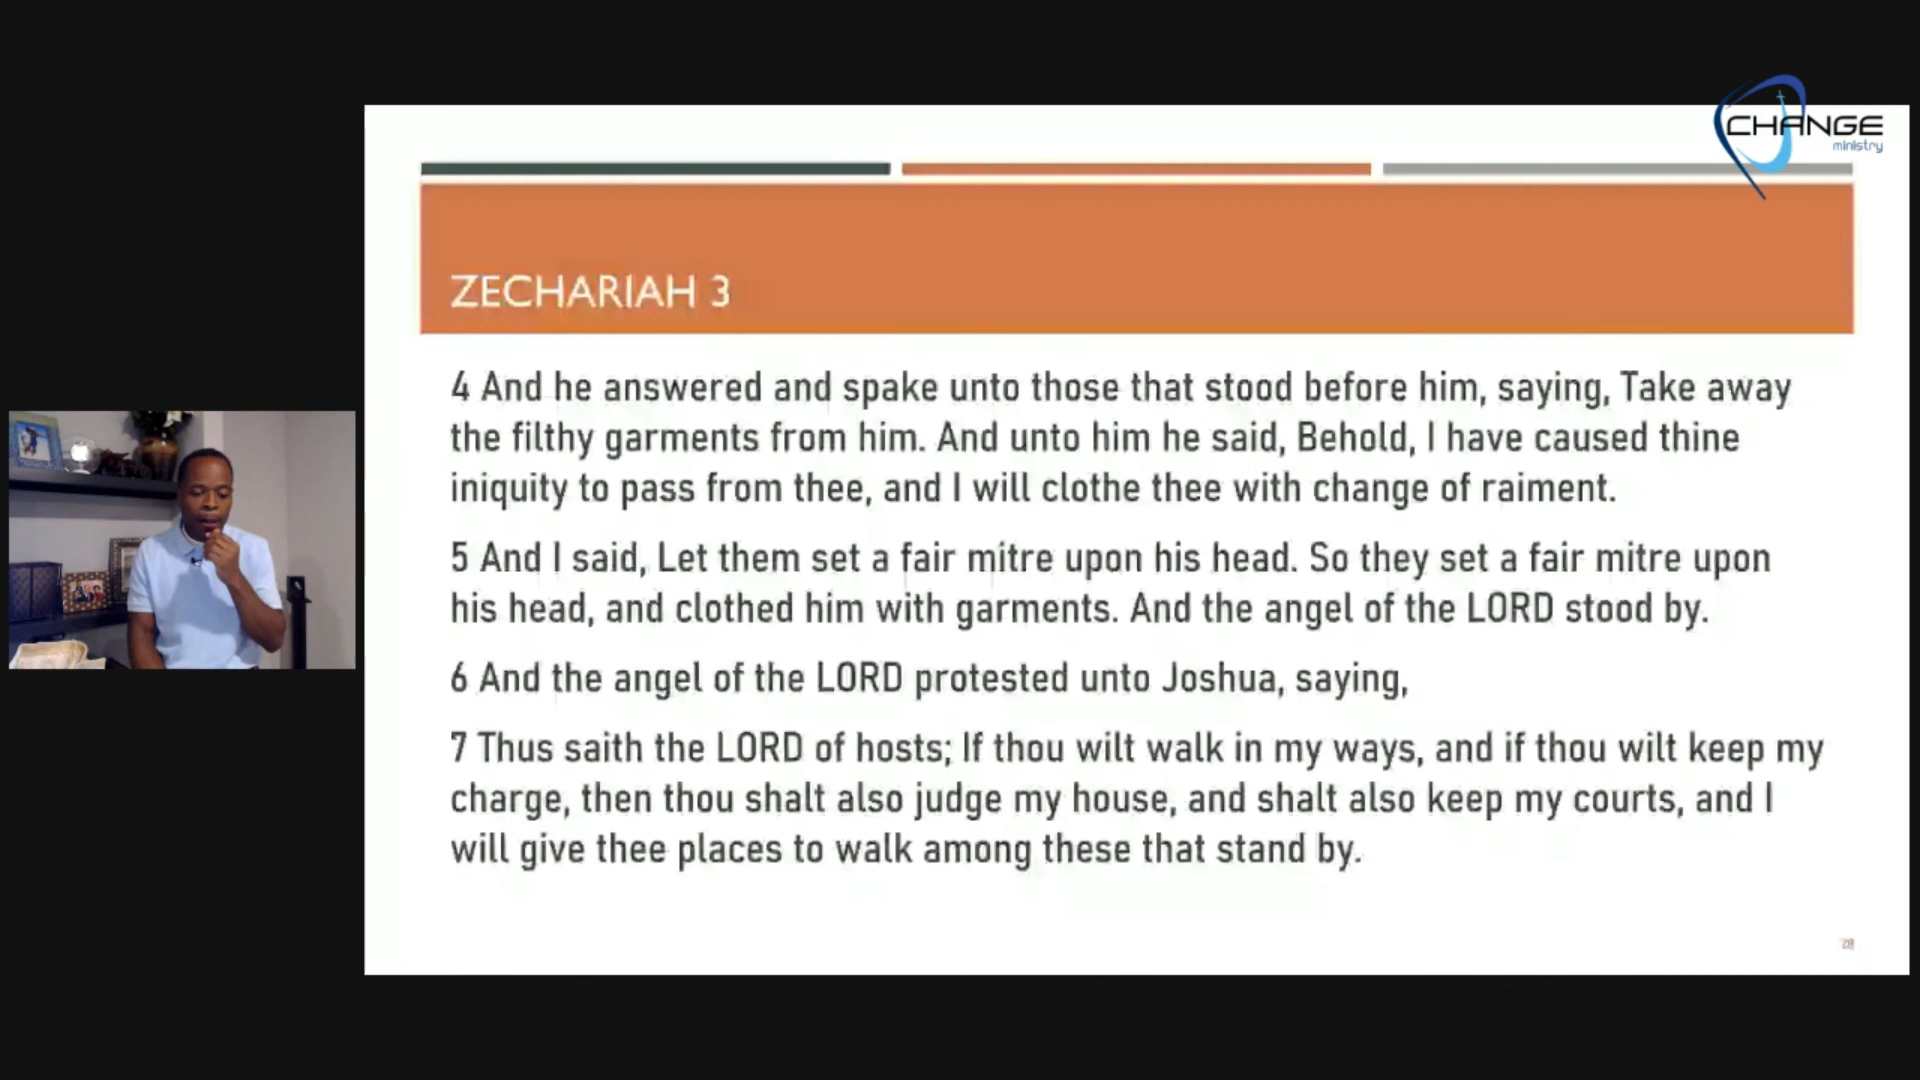 CHANGE
ministry
ZECHARIAH 3
4 And he answered and spake unto those that stood before him, saying, Take away
the filthy garments from him. And unto him he said, Behold, I have caused thine
iniquity to pass from thee, and I will clothe thee with change of raiment.
5 And I said, Let them set a fair mitre upon his head. So they set a fair mitre upon
his head, and clothed him with garments. And the angel of the LORD stood by.
6 And the angel of the LORD protested unto Joshua, saying,
7 Thus saith the LORD of hosts; If thou wilt walk in my ways, and if thou wilt keep my
charge, then thou shalt also judge my house, and shalt also keep my courts, and I
will give thee places to walk among these that stand by.